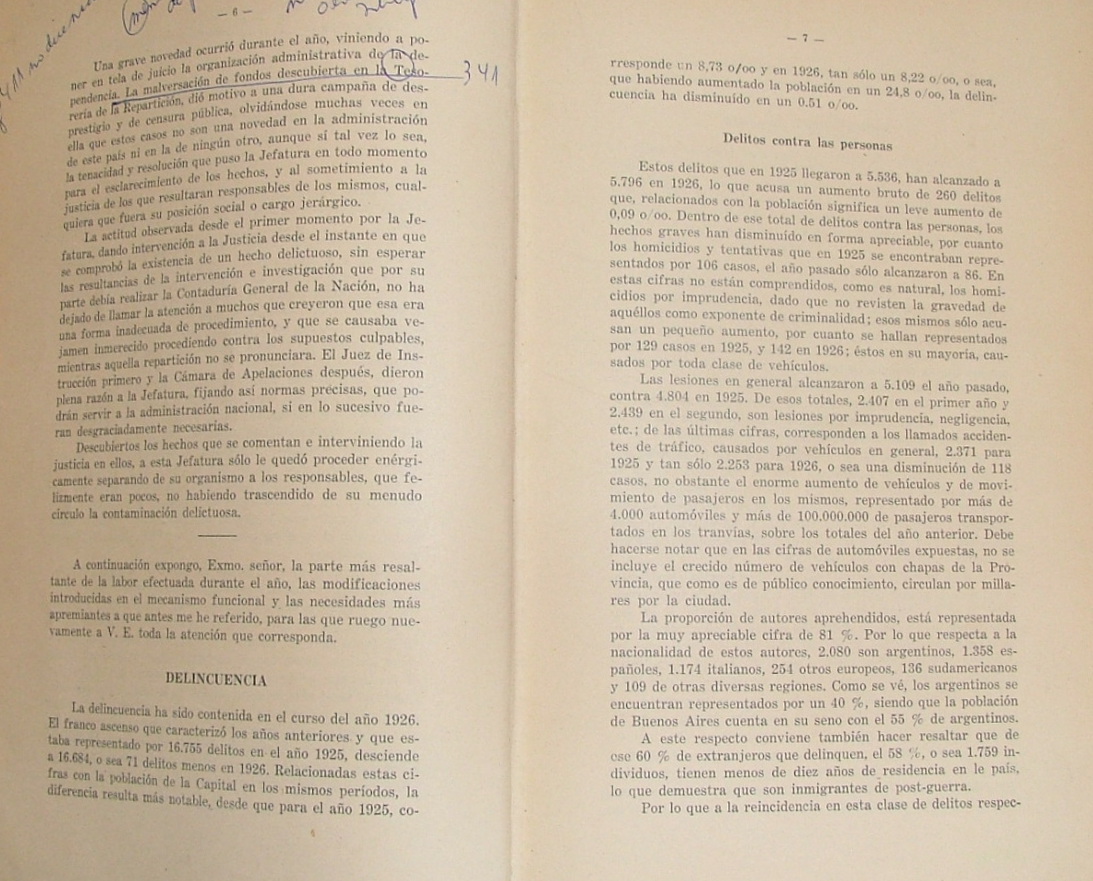 — 6 —
341
Una grave novedad ocurrió durante el año, viniendo a po-
ner en tela de juicio la organización administrativa de la de-
pendencia. La malversación de fondos descubierta en la Teso-
rería de la Repartición, dió motivo a una dura campaña de des-
prestigio y de censura pública, olvidándose muchas veces en
ella que estos casos no son una novedad en la administración
de este país ni en la de ningún otro, aunque sí tal vez lo sea,
la tenacidad y resolución que puso la Jefatura en todo momento
para el esclarecimiento de los hechos, y al sometimiento a la
justicia de los que resultaran responsables de los mismos, cual-
quiera que fuera su posición social o cargo jerárgico.
La actitud observada desde el primer momento por la Je-
fatura, dando intervención a la Justicia desde el instante en que
se comprobó la existencia de un hecho delictuoso, sin esperar
las resultancias de la intervención e investigación que por su
parte debía realizar la Contaduría General de la Nación, no ha
dejado de llamar la atención a muchos que creyeron que esa era
una forma inadecuada de procedimiento, y que se causaba ve-
jamen inmerecido procediendo contra los supuestos culpables,
mientras aquella repartición no se pronunciara. El Juez de Ins-
trucción primero y la Cámara de Apelaciones después, dieron
plena razón a la Jefatura, fijando así normas precisas, que po-
drán servir a la administración nacional, si en lo sucesivo fue-
ran desgraciadamente necesarias.
Descubiertos los hechos que se comentan e interviniendo la
justicia en ellos, a esta Jefatura sólo le quedó proceder enérgi-
camente separando de su organismo a los responsables, que fe-
lizmente eran pocos, no habiendo trascendido de su menudo
círculo la contaminación delictuosa.
A continuación expongo, Exmo. señor, la parte más resal-
tante de la labor efectuada durante el año, las modificaciones
introducidas en el mecanismo funcional y las necesidades más
apremiantes a que antes me he referido, para las que ruego nue-
vamente a V. E. toda la atención que corresponda.
DELINCUENCIA
La delincuencia ha sido contenida en el curso del año 1926.
El franco ascenso que caracterizó los años anteriores y que es-
taba representado por 16.755 delitos en el año 1925, desciende
a 16.684, o sea 71 delitos menos en 1926. Relacionadas estas ci-
fras con la población de la Capital en los mismos períodos, la
diferencia resulta más notable, desde que para el año 1925, co-
— 7 —
rresponde un 8,73 o/oo y en 1926, tan sólo un 8,22 o/oo, o sea,
que habiendo aumentado la población en un 24,8 o/oo, la delin-
cuencia ha disminuído en un 0.51 o/oo.
Delitos contra las personas
Estos delitos que en 1925 llegaron a 5.536, han alcanzado a
5.796 en 1926, lo que acusa un aumento bruto de 260 delitos
que, relacionados con la población significa un leve aumento de
0,09 o/oo. Dentro de ese total de delitos contra las personas, los
hechos graves han disminuído en forma apreciable, por cuanto
los homicidios y tentativas que en 1925 se encontraban repre-
sentados por 106 casos, el año pasado sólo alcanzaron a 86. En
estas cifras no están comprendidos, como es natural, los homi-
cidios por imprudencia, dado que no revisten la gravedad de
aquéllos como exponente de criminalidad; esos mismos sólo acu-
san un pequeño aumento, por cuanto se hallan representados
por 129 casos en 1925, y 142 en 1926; éstos en su mayoría, cau-
sados por toda clase de vehículos.
Las lesiones en general alcanzaron a 5.109 el año pasado,
contra 4.804 en 1925. De esos totales, 2.407 en el primer año y
2.439 en el segundo, son lesiones por imprudencia, negligencia,
etc.; de las últimas cifras, corresponden a los llamados acciden-
tes de tráfico, causados por vehículos en general, 2.371 para
1925 y tan sólo 2.253 para 1926, o sea una disminución de 118
casos, no obstante el enorme aumento de vehículos y de movi-
miento de pasajeros en los mismos, representado por más de
4.000 automóviles y más de 100.000.000 de pasajeros transpor-
tados en los tranvías, sobre los totales del año anterior. Debe
hacerse notar que en las cifras de automóviles expuestas, no se
incluye el crecido número de vehículos con chapas de la Pro-
vincia, que como es de público conocimiento, circulan por milla-
res por la ciudad.
La proporción de autores aprehendidos, está representada
por la muy apreciable cifra de 81 %. Por lo que respecta a la
nacionalidad de estos autores, 2.080 son argentinos, 1.358 es-
pañoles, 1.174 italianos, 254 otros europeos, 136 sudamericanos
y 109 de otras diversas regiones. Como se vé, los argentinos se
encuentran representados por un 40 %, siendo que la población
de Buenos Aires cuenta en su seno con el 55 % de argentinos.
A este respecto conviene también hacer resaltar que de
ese 60 % de extranjeros que delinquen, el 58 %, o sea 1.759 in-
dividuos, tienen menos de diez años de residencia en le país,
lo que demuestra que son inmigrantes de post-guerra.
Por lo que a la reincidencia en esta clase de delitos respec-